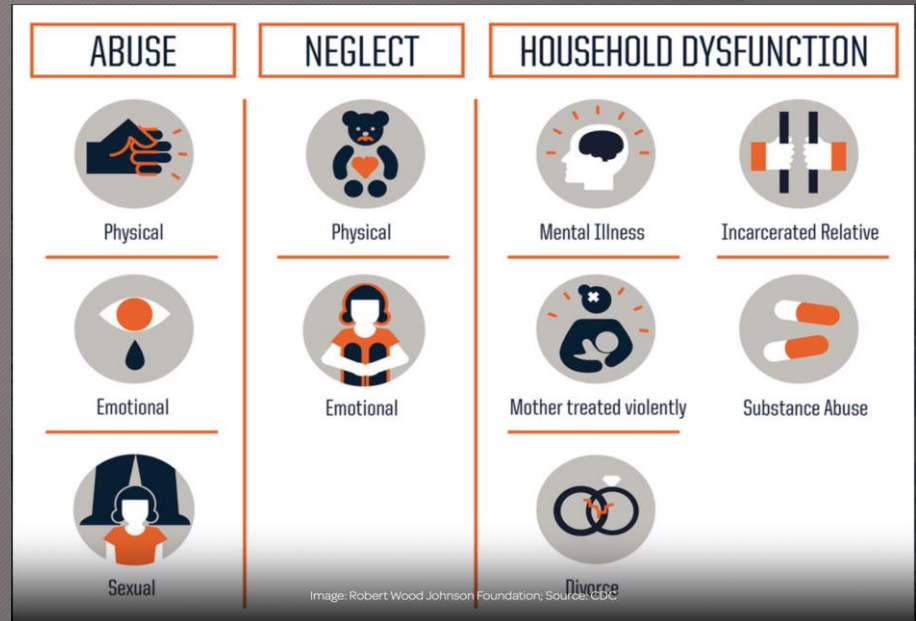 ABUSE
NEGLECT
HOUSEHOLD DYSFUNCTION
Physical
Physical
Mental Illness
Incarcerated Relative
Emotional
Emotional
Mother treated violently
Substance Abuse
Sexual
Divorce
Image: Robert Wood Johnson Foundation; Source: CDC